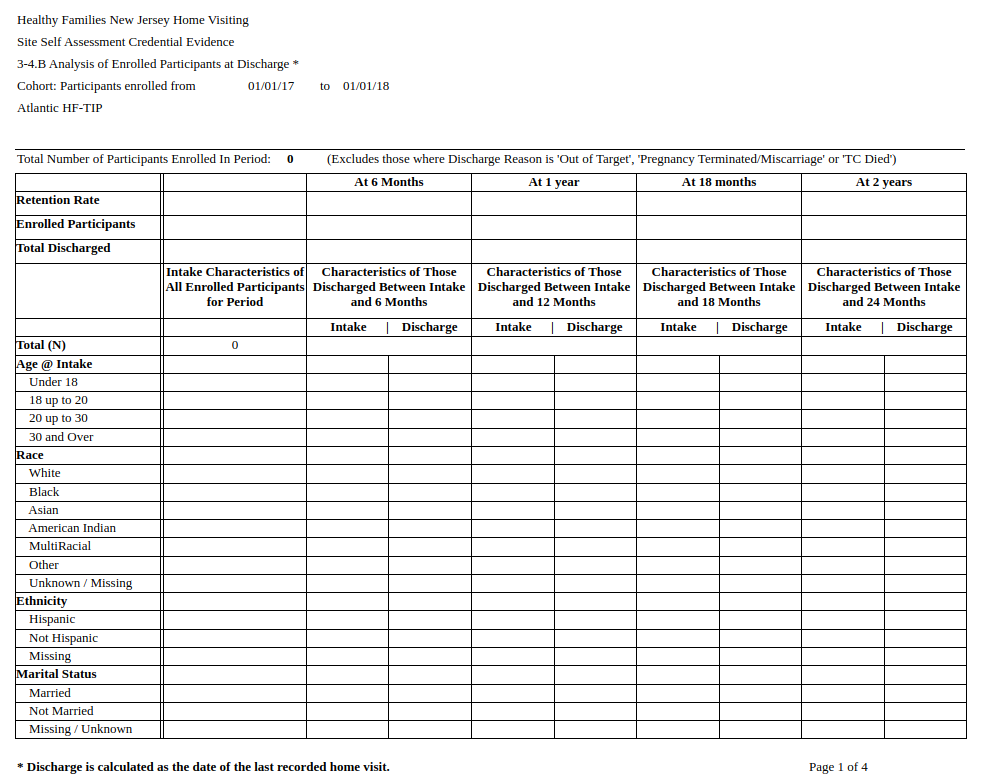 Healthy Families New Jersey Home Visiting
Site Self Assessment Credential Evidence
3-4.B Analysis of Enrolled Participants at Discharge *
Cohort: Participants enrolled from 01/01/17 to 01/01/18
Atlantic HF-TIP
Total Number of Participants Enrolled In Period: 0 (Excludes those where Discharge Reason is 'Out of Target', 'Pregnancy Terminated/Miscarriage' or 'TC Died')
At 6 Months At 1 year At 18 months At 2 years
Retention Rate
Enrolled Participants
Total Discharged
Intake Characteristics of Characteristics of Those Characteristics of Those Characteristics of Those Characteristics of Those
All Enrolled Participants Discharged Between Intake Discharged Between Intake Discharged Between Intake Discharged Between Intake
for Period and 6 Months and 12 Months and 18 Months and 24 Months
Intake | Discharge Intake | Discharge Intake | Discharge Intake | Discharge
Total (N) 0
Age @ Intake
Under 18
18 up to 20
20 up to 30
30 and Over
Race
White
Black
Asian
American Indian
MultiRacial
Other
Unknown / Missing
Ethnicity
Hispanic
Not Hispanic
Missing
Marital Status
Married
Not Married
Missing / Unknown
* Discharge is calculated as the date of the last recorded home visit. Page 1 of 4